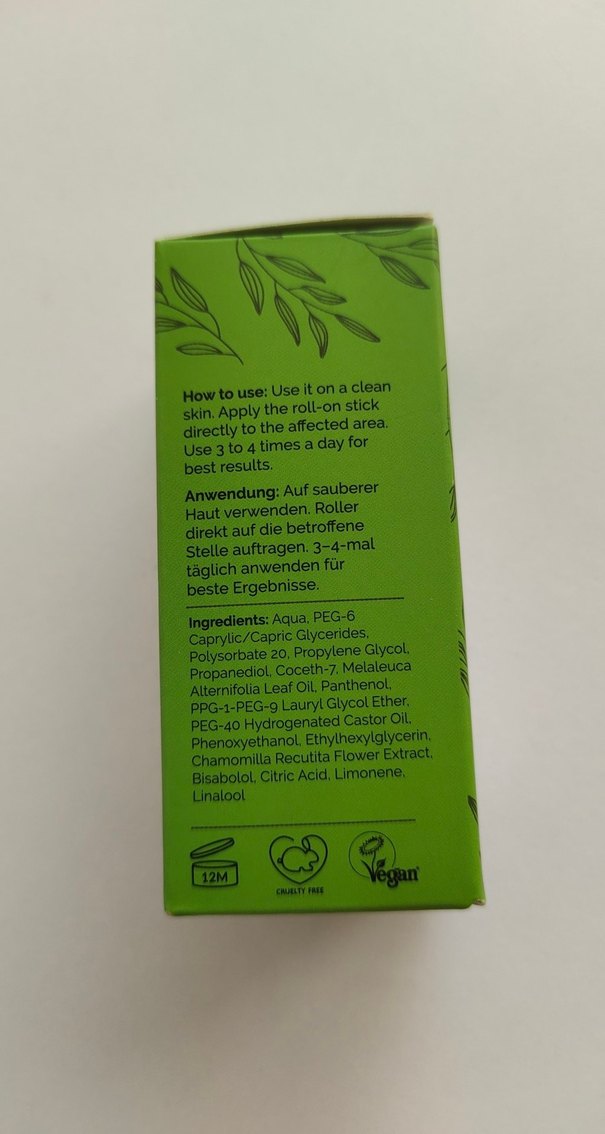 How to use: Use it on a clean
skin. Apply the roll-on stick
directly to the affected area.
Use 3 to 4 times a day for
best results.
Anwendung: Auf sauberer
Haut verwenden. Roller
direkt auf die betroffene
Stelle auftragen. 3–4-mal
täglich anwenden für
beste Ergebnisse.
Ingredients: Aqua, PEG-6
Caprylic/Capric Glycerides,
Polysorbate 20, Propylene Glycol,
Propanediol, Coceth-7, Melaleuca
Alternifolia Leaf Oil, Panthenol,
PPG-1-PEG-9 Lauryl Glycol Ether,
PEG-40 Hydrogenated Castor Oil,
Phenoxyethanol, Ethylhexylglycerin,
Chamomilla Recutita Flower Extract,
Bisabolol, Citric Acid, Limonene,
Linalool
12M
CRUELTY FREE
Vegan